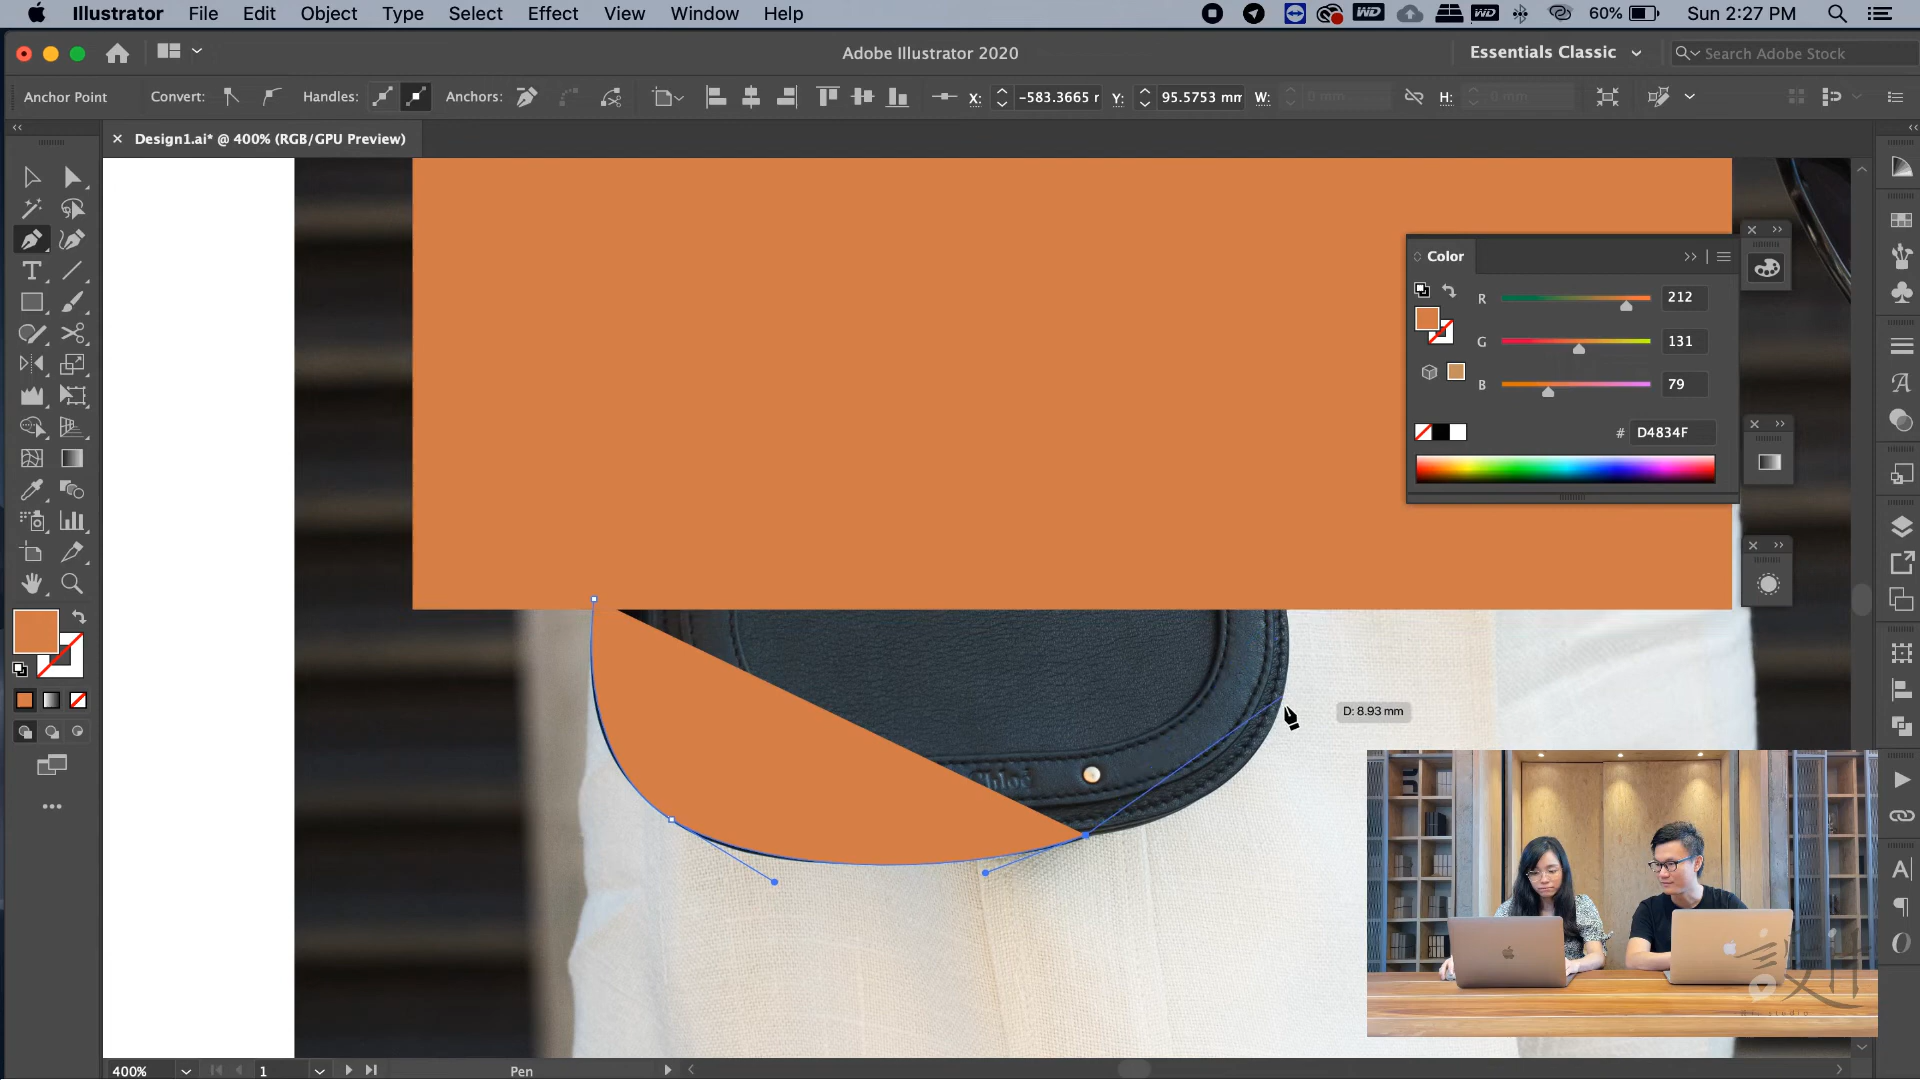 Illustrator File Edit Object Type Select Effect View Window Help
60% Sun 2:27 PM
Adobe Illustrator 2020
Essentials Classic
Search Adobe Stock
Anchor Point Convert: Handles: Anchors: X: -583.3665 r Y: 95.5753 mm W: 0 mm H: 0 mm
Design1.ai* @ 400% (RGB/GPU Preview)
Color
R 212
G 131
B 79
# D4834F
D: 8.93 mm
400% 1 Pen